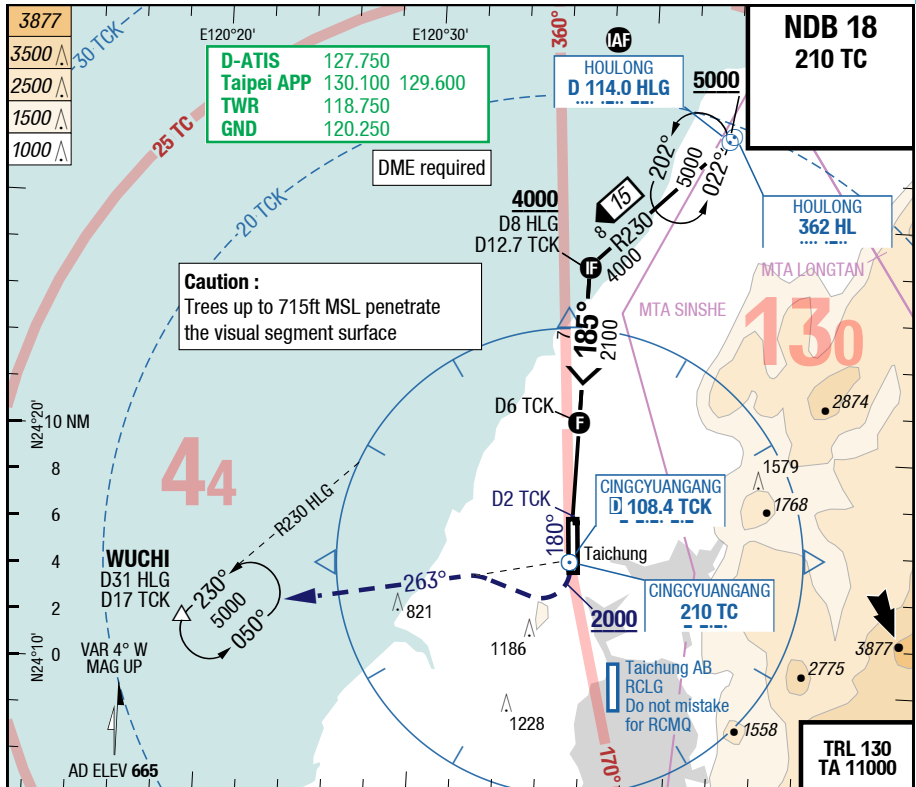 3877
3500
2500
1500
1000
E120°20'
E120°30'
30 TCK
25 TC
20 TCK
D-ATIS 127.750
Taipei APP 130.100 129.600
TWR 118.750
GND 120.250
DME required
360°
IAF
HOULONG
D 114.0 HLG
5000
NDB 18
210 TC
HOULONG
362 HL
202°
022°
5000
R230
4000
15
8
4000
D8 HLG
D12.7 TCK
IF
MTA LONGTAN
MTA SINSHE
130
Caution :
Trees up to 715ft MSL penetrate
the visual segment surface
7
185°
2100
D6 TCK
F
2874
1579
1768
N24°20'
10 NM
8
6
4
2
0
N24°10'
44
R230 HLG
D2 TCK
180°
CINGCYUANGANG
D 108.4 TCK
Taichung
CINGCYUANGANG
210 TC
WUCHI
D31 HLG
D17 TCK
230°
5000
050°
263°
821
2000
1186
1228
VAR 4° W
MAG UP
AD ELEV 665
Taichung AB
RCLG
Do not mistake
for RCMQ
170°
3877
2775
1558
TRL 130
TA 11000